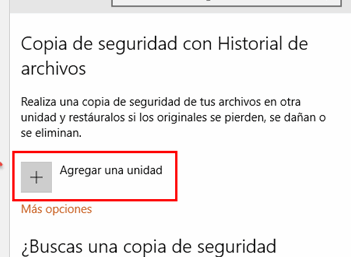 Copia de seguridad con Historial de
archivos
Realiza una copia de seguridad de tus archivos en otra
unidad y restáuralos si los originales se pierden, se dañan o
se eliminan.
Agregar una unidad
Más opciones
¿Buscas una copia de seguridad